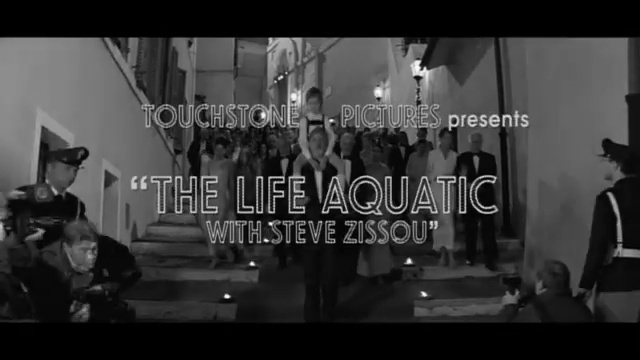 TOUCHSTONE PICTURES presents
"THE LIFE AQUATIC
WITH STEVE ZISSOU"